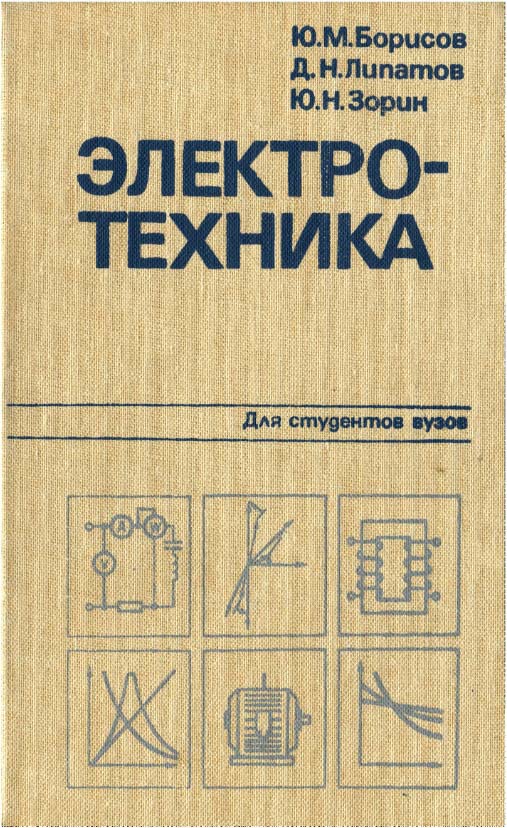 Ю.М.Борисов
Д.Н.Липатов
Ю.Н.Зорин
ЭЛЕКТРО-
ТЕХНИКА
Для студентов вузов
A W
V